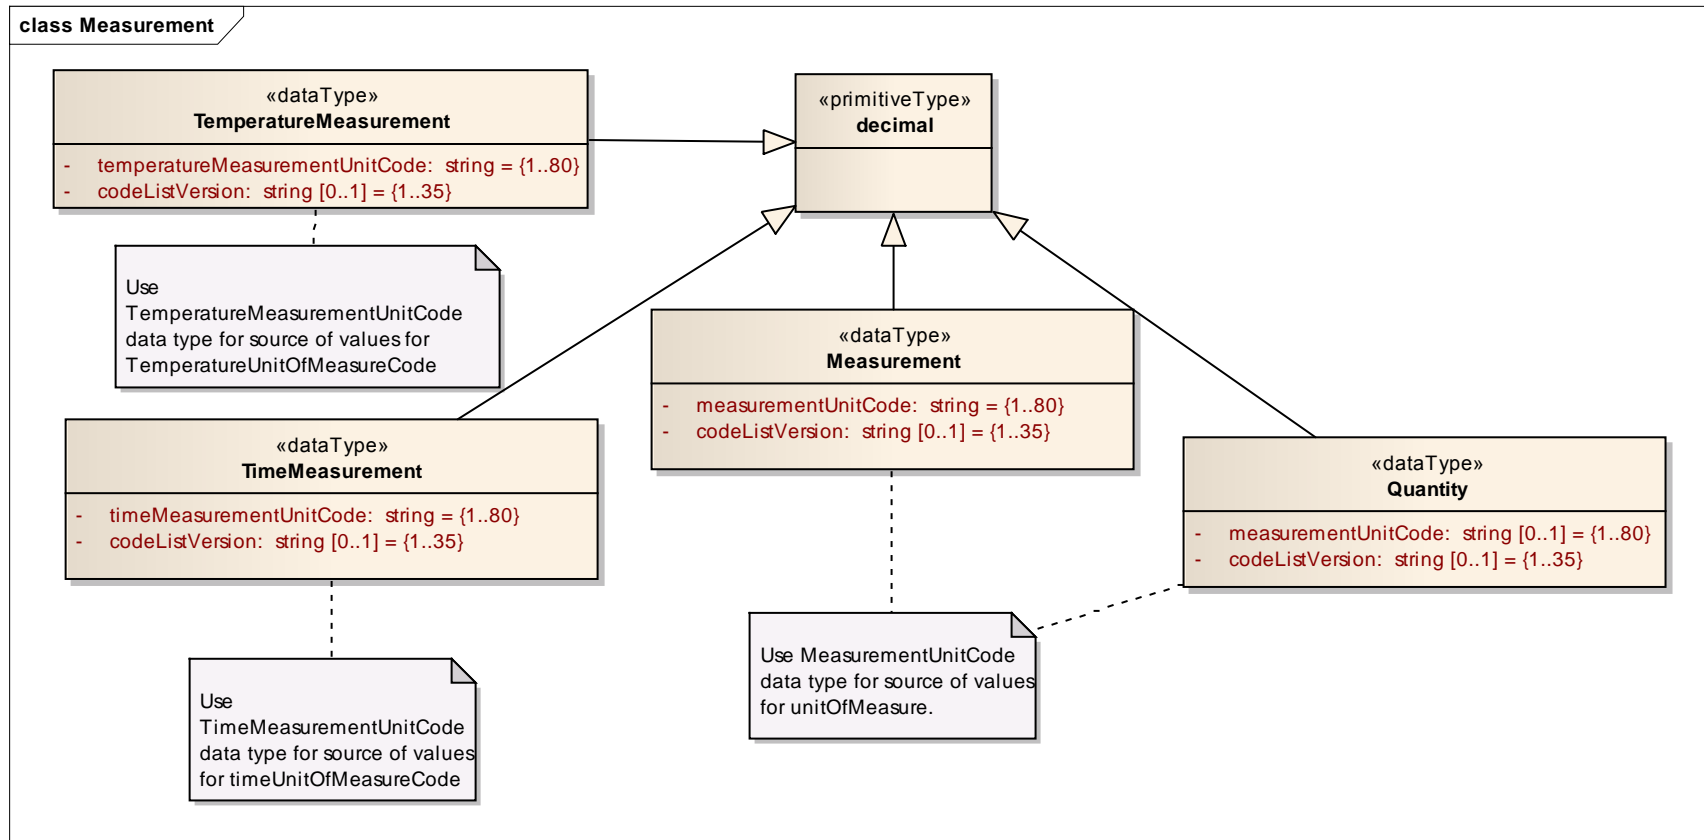 class Measurement
«dataType»
TemperatureMeasurement
- temperatureMeasurementUnitCode: string = {1..80}
- codeListVersion: string [0..1] = {1..35}
«primitiveType»
decimal
Use
TemperatureMeasurementUnitCode
data type for source of values for
TemperatureUnitOfMeasureCode
«dataType»
Measurement
- measurementUnitCode: string = {1..80}
- codeListVersion: string [0..1] = {1..35}
«dataType»
TimeMeasurement
- timeMeasurementUnitCode: string = {1..80}
- codeListVersion: string [0..1] = {1..35}
«dataType»
Quantity
- measurementUnitCode: string [0..1] = {1..80}
- codeListVersion: string [0..1] = {1..35}
Use MeasurementUnitCode
data type for source of values
for unitOfMeasure.
Use
TimeMeasurementUnitCode
data type for source of values
for timeUnitOfMeasureCode